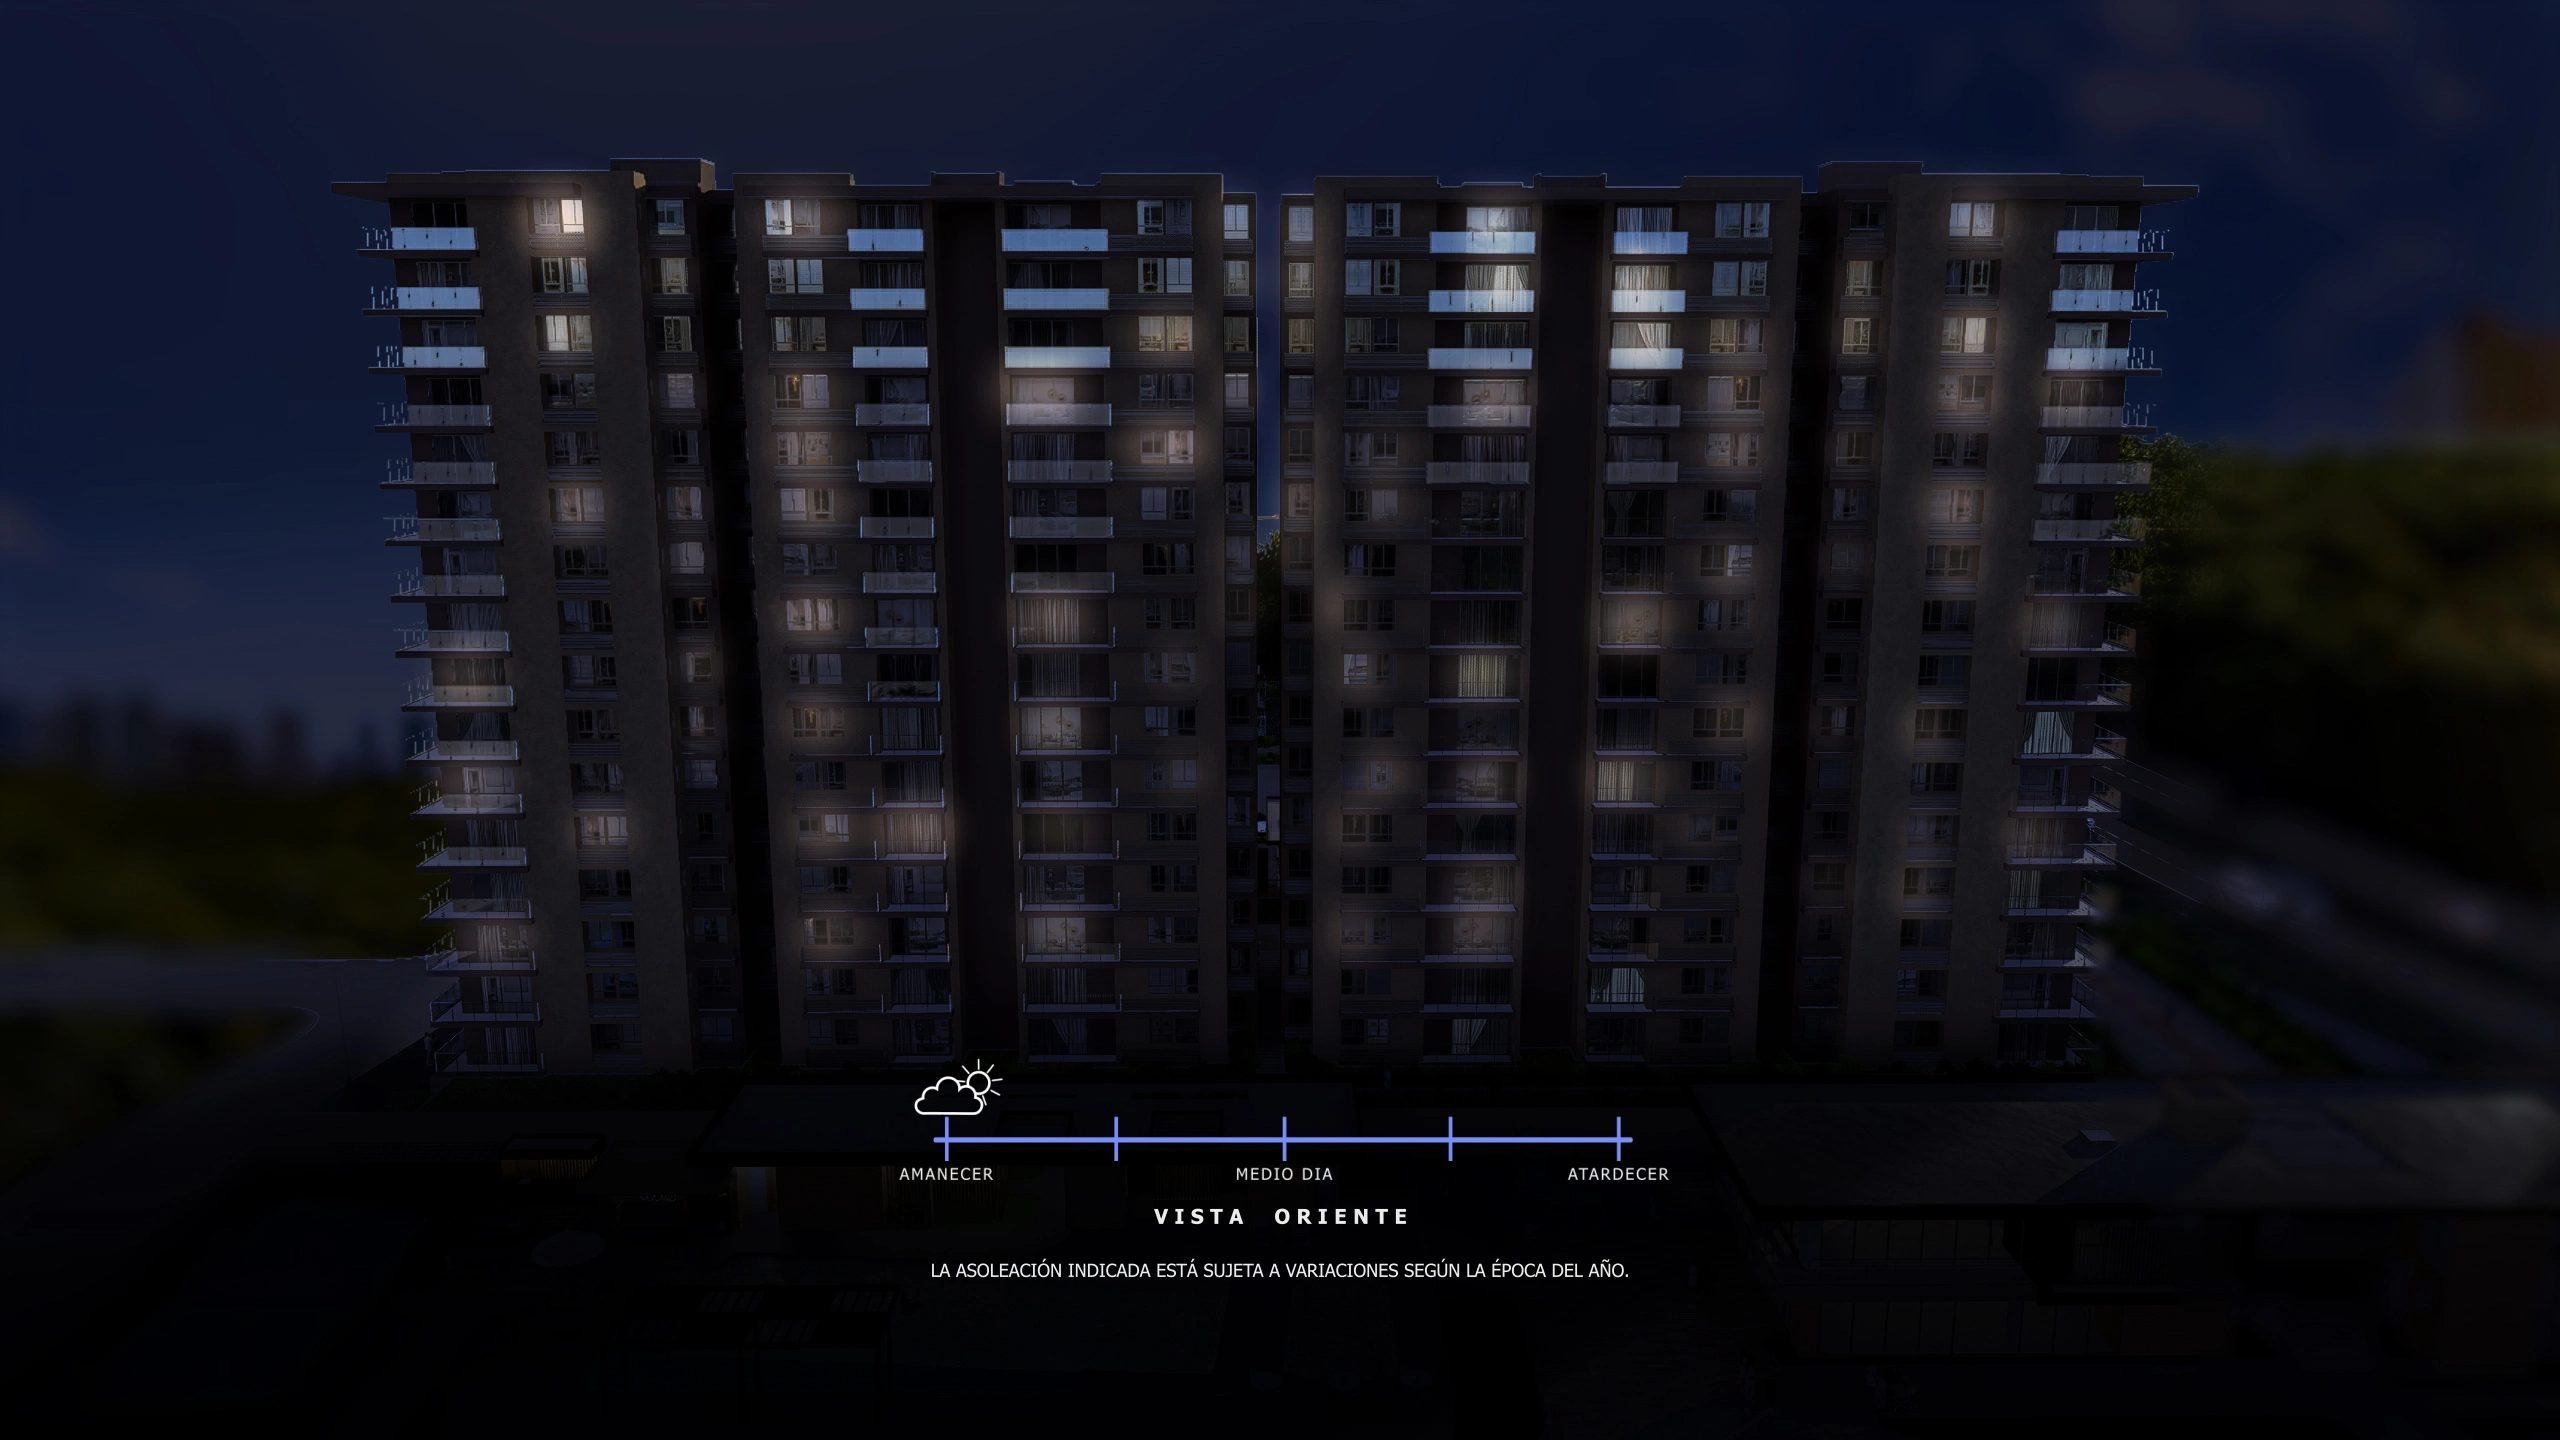 AMANECER MEDIO DIA ATARDECER
VISTA ORIENTE
LA ASOLEACIÓN INDICADA ESTÁ SUJETA A VARIACIONES SEGÚN LA ÉPOCA DEL AÑO.